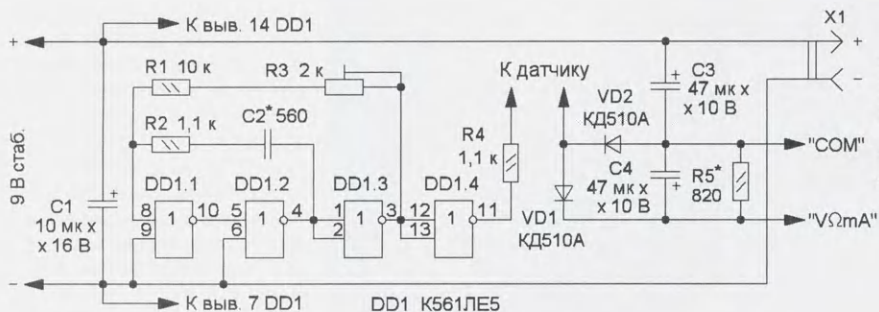 К выв. 14 DD1
X1
+
+
R1 10 к
R3 2 к
К датчику
C3
47 мк х
х 10 В
−
R2 1,1 к
C2* 560
VD2
КД510А
R4
1,1 к
"COM"
9 В стаб.
C1
10 мк х
х 16 В
+
DD1.1
DD1.2
DD1.3
DD1.4
C4
47 мк х
х 10 В
+
+
R5*
820
8
9
1
10
5
6
1
4
1
2
1
3
12
13
1
11
VD1
КД510А
"VΩmA"
−
К выв. 7 DD1
DD1 К561ЛЕ5